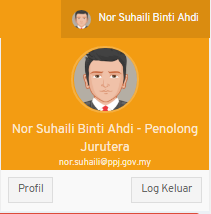 Nor Suhaili Binti Ahdi
Nor Suhaili Binti Ahdi - Penolong
Jurutera
nor.suhaili@ppj.gov.my
Profil
Log Keluar